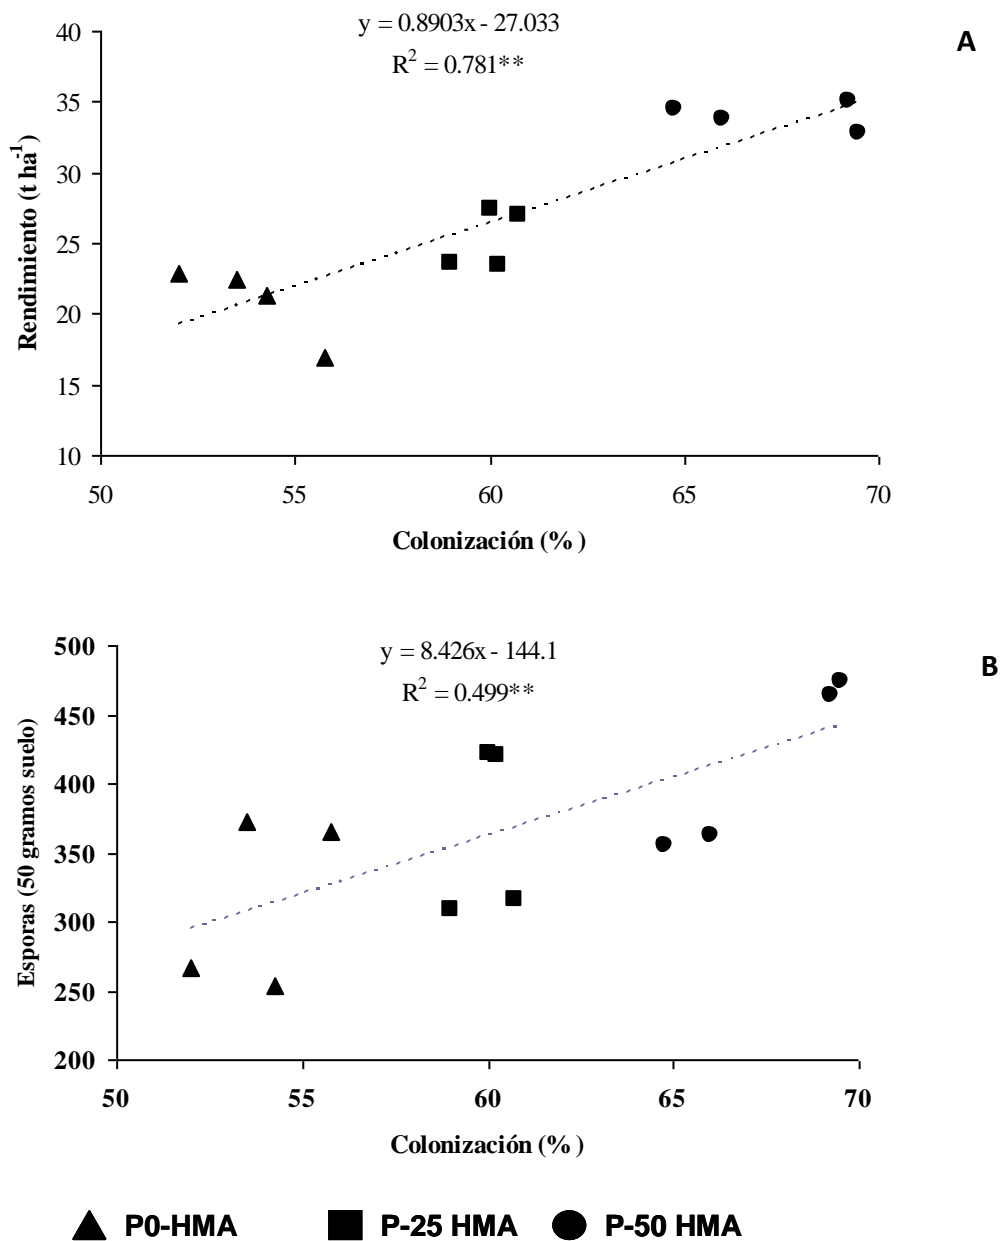 y = 0.8903x - 27.033
R² = 0.781**
A
40
35
30
25
20
15
10
Rendimiento (t ha⁻¹)
50 55 60 65 70
Colonización (%)
y = 8.426x - 144.1
R² = 0.499**
B
500
450
400
350
300
250
200
Esporas (50 gramos suelo)
50 55 60 65 70
Colonización (%)
P0-HMA P-25 HMA P-50 HMA